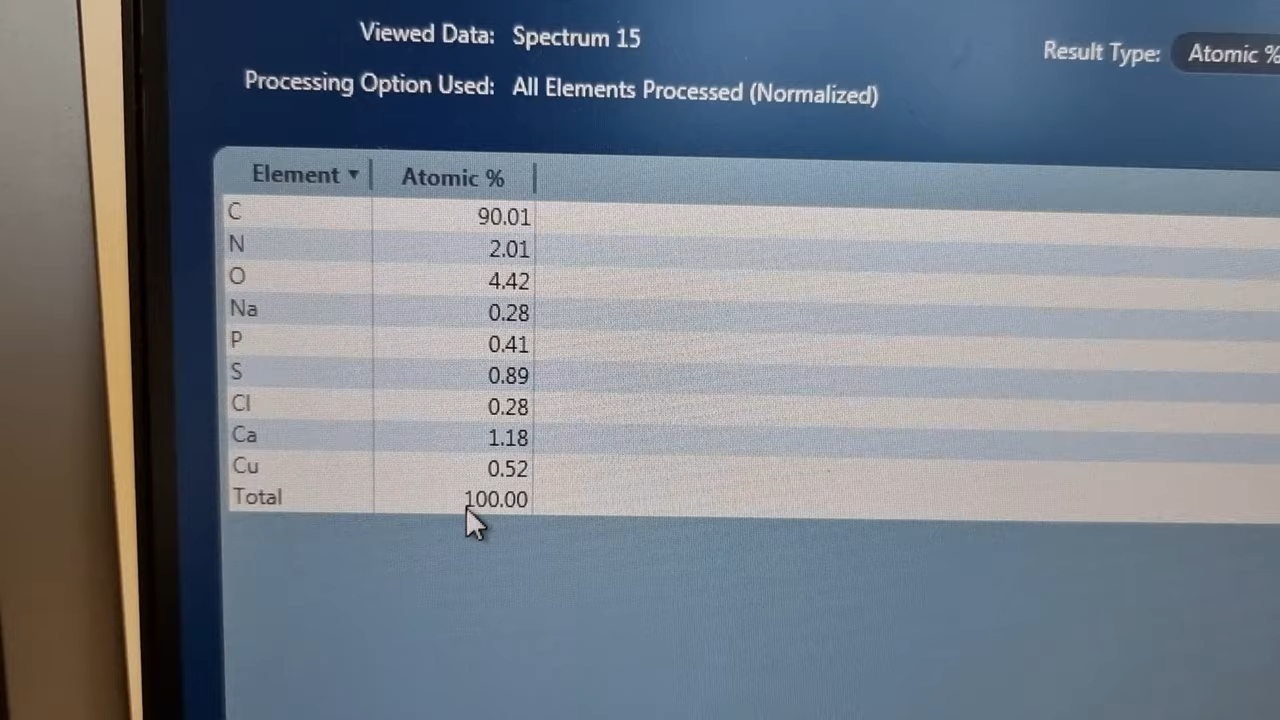 Viewed Data: Spectrum 15
Result Type: Atomic %
Processing Option Used: All Elements Processed (Normalized)
Element ▼ Atomic %
C 90.01
N 2.01
O 4.42
Na 0.28
P 0.41
S 0.89
Cl 0.28
Ca 1.18
Cu 0.52
Total 100.00